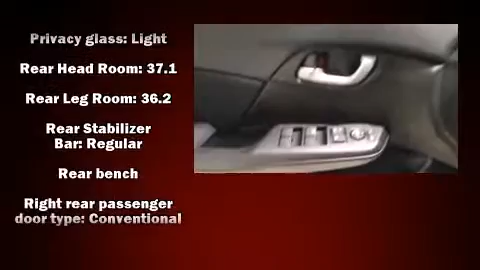 Privacy glass: Light
Rear Head Room: 37.1
Rear Leg Room: 36.2
Rear Stabilizer
Bar: Regular
Rear bench
Right rear passenger
door type: Conventional